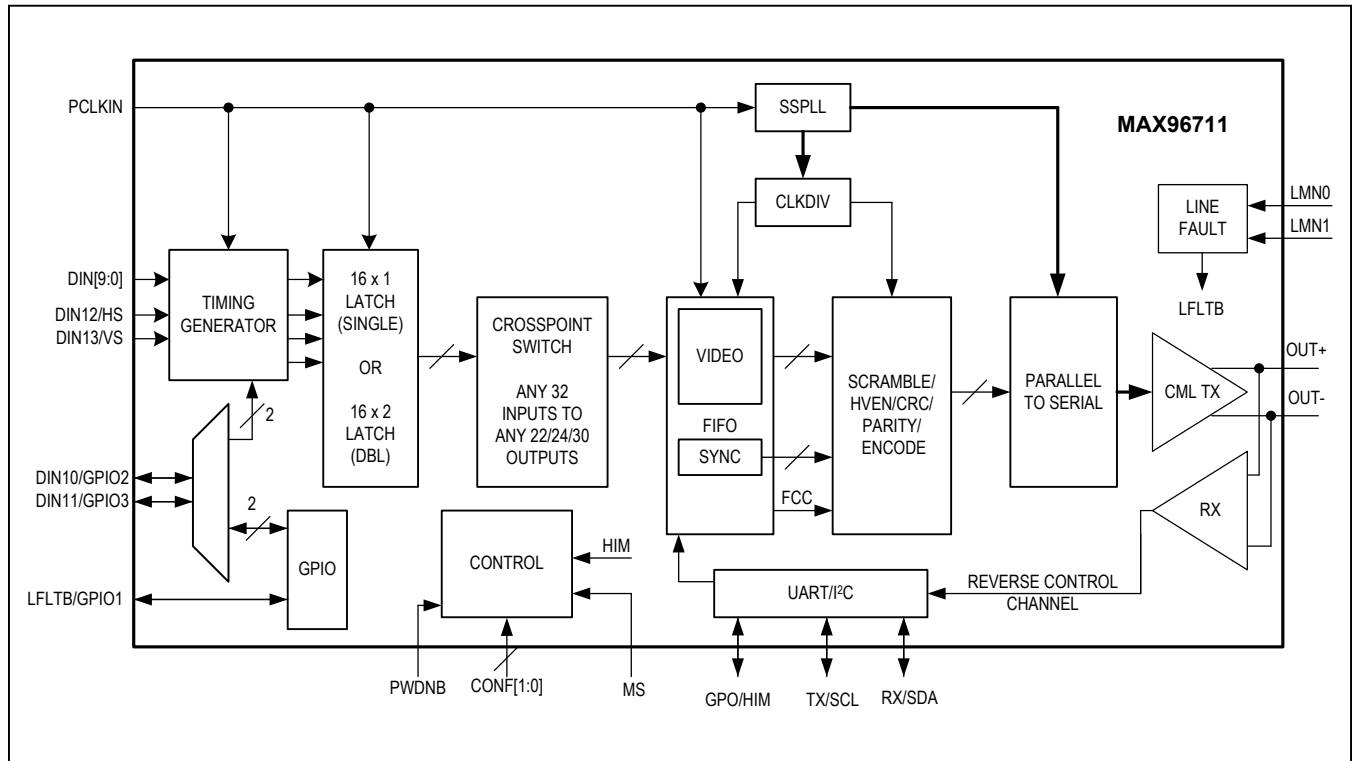 PCLKIN
SSPLL
MAX96711
CLKDIV
LINE
FAULT
LMN0
LMN1
LFLTB
DIN[9:0]
DIN12/HS
DIN13/VS
TIMING
GENERATOR
16 x 1
LATCH
(SINGLE)
OR
16 x 2
LATCH
(DBL)
CROSSPOINT
SWITCH
ANY 32
INPUTS TO
ANY 22/24/30
OUTPUTS
VIDEO
FIFO
SYNC
FCC
SCRAMBLE/
HVEN/CRC/
PARITY/
ENCODE
PARALLEL
TO SERIAL
CML TX
OUT+
OUT-
RX
2
DIN10/GPIO2
DIN11/GPIO3
2
GPIO
LFLTB/GPIO1
CONTROL
HIM
UART/I²C
REVERSE CONTROL
CHANNEL
PWDNB
CONF[1:0]
MS
GPO/HIM
TX/SCL
RX/SDA